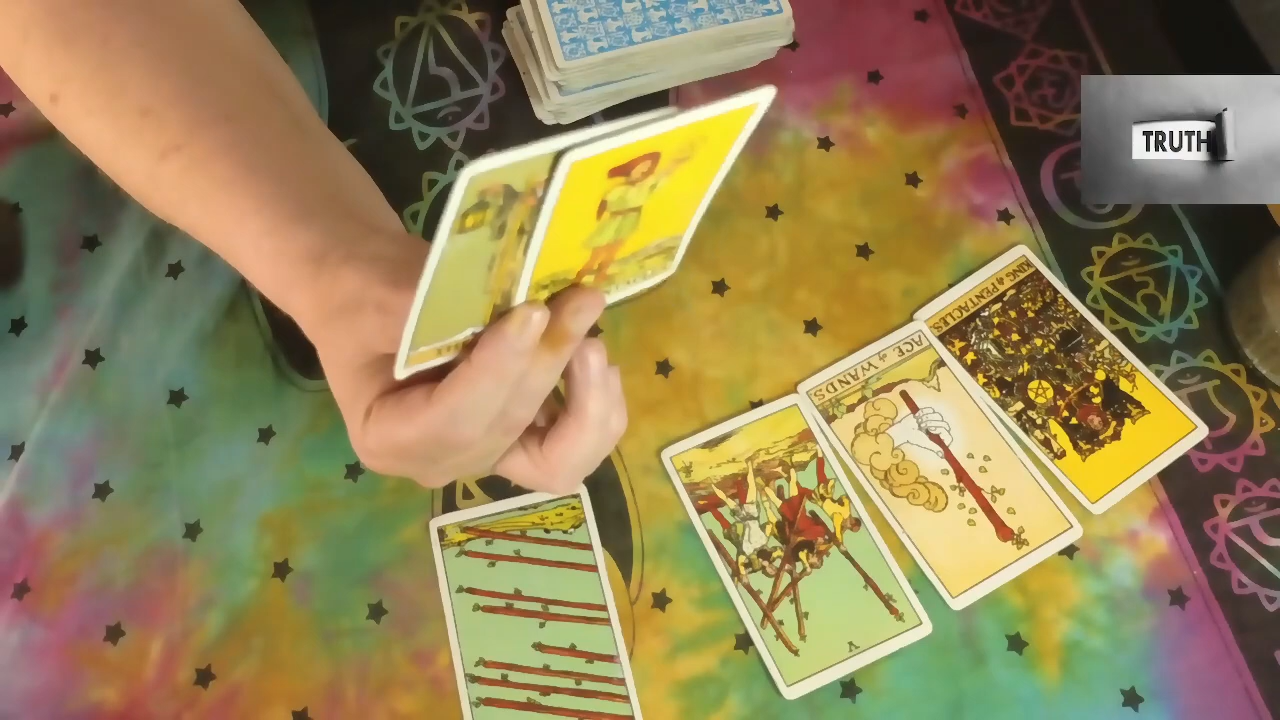 TRUTH
KING of PENTACLES.
ACE of WANDS
V